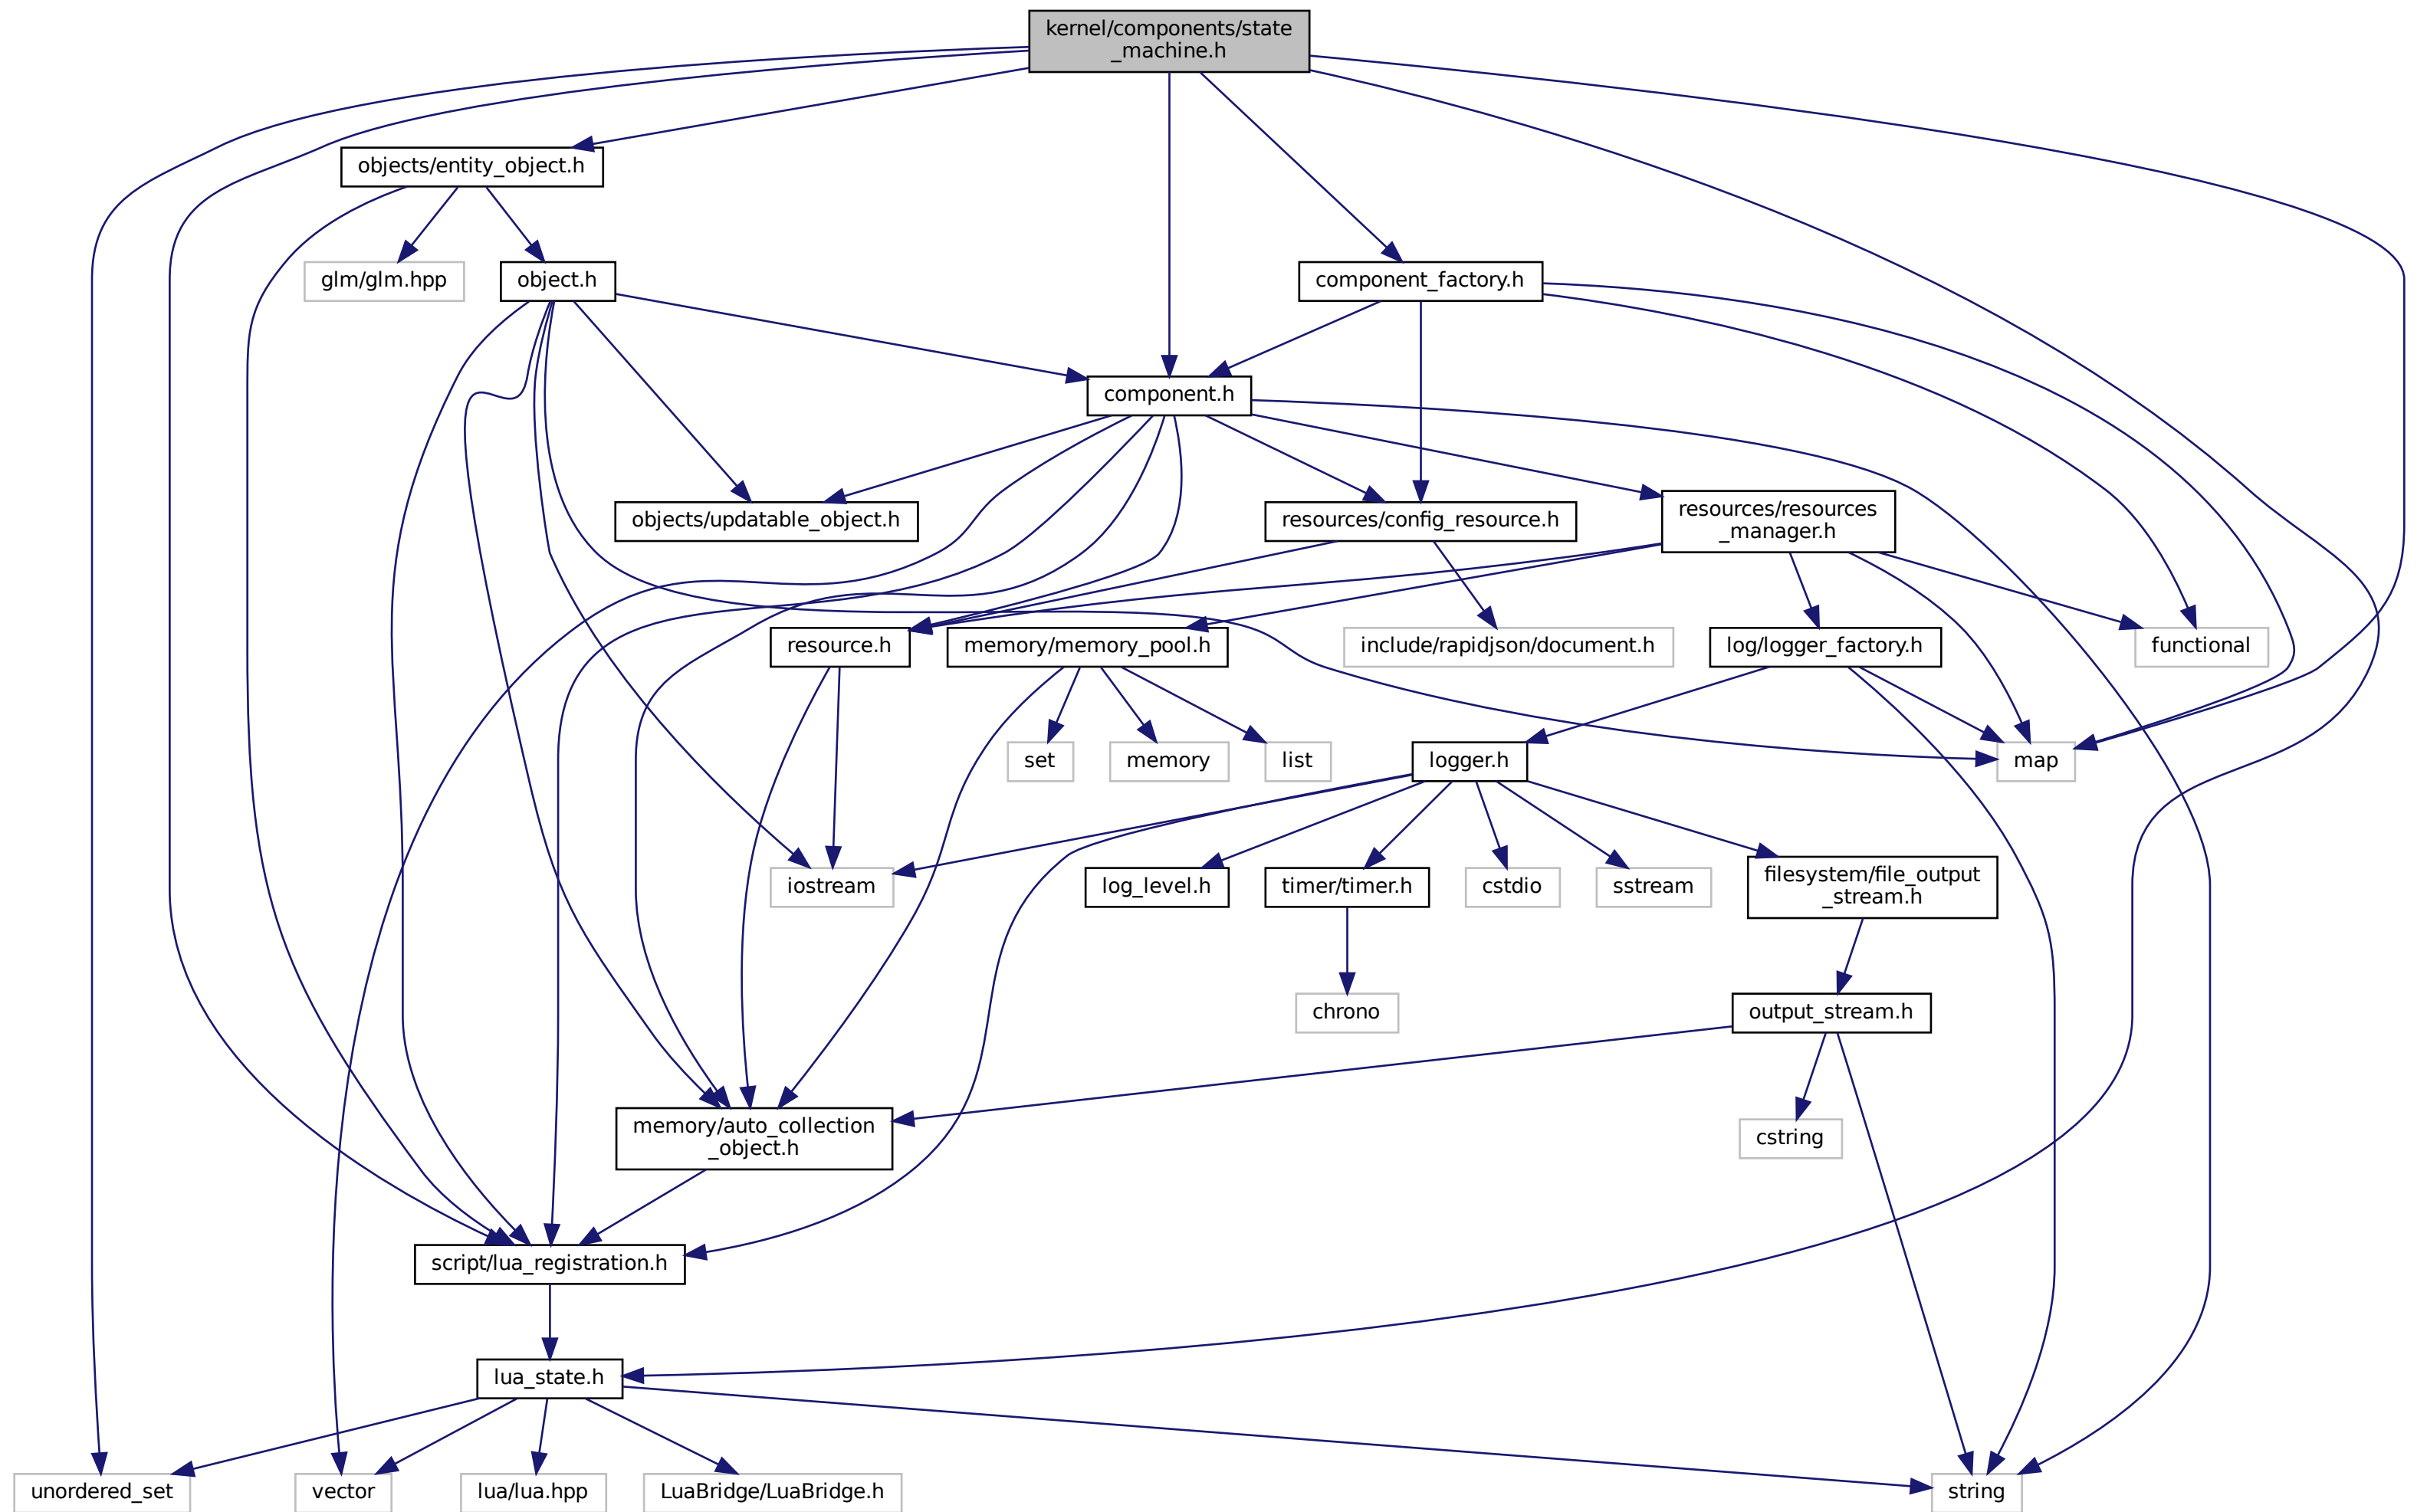 kernel/components/state
_machine.h
objects/entity_object.h
glm/glm.hpp
object.h
component_factory.h
component.h
objects/updatable_object.h
resources/config_resource.h
resources/resources
_manager.h
resource.h
memory/memory_pool.h
include/rapidjson/document.h
log/logger_factory.h
functional
set
memory
list
logger.h
map
iostream
log_level.h
timer/timer.h
cstdio
sstream
filesystem/file_output
_stream.h
chrono
output_stream.h
memory/auto_collection
_object.h
cstring
script/lua_registration.h
lua_state.h
unordered_set
vector
lua/lua.hpp
LuaBridge/LuaBridge.h
string